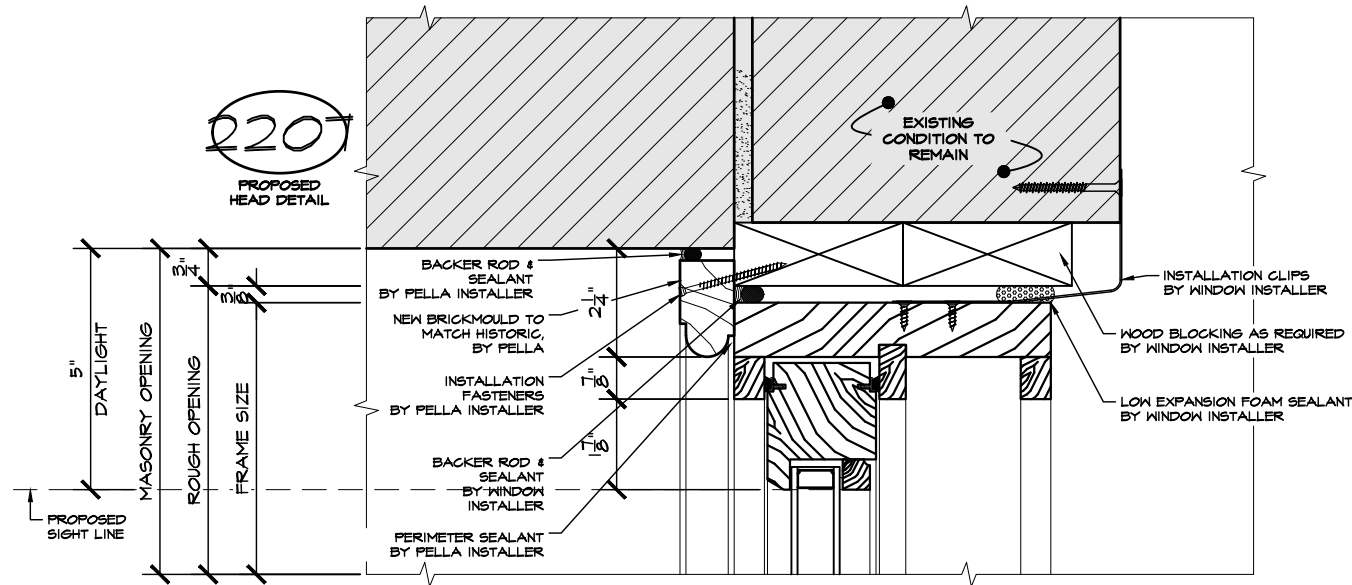 2207
PROPOSED
HEAD DETAIL
EXISTING
CONDITION TO
REMAIN
3/4"
3/8"
5"
DAYLIGHT
MASONRY OPENING
ROUGH OPENING
FRAME SIZE
PROPOSED
SIGHT LINE
BACKER ROD &
SEALANT
BY PELLA INSTALLER
NEW BRICKMOULD TO
MATCH HISTORIC,
BY PELLA
INSTALLATION
FASTENERS
BY PELLA INSTALLER
BACKER ROD &
SEALANT
BY WINDOW
INSTALLER
PERIMETER SEALANT
BY PELLA INSTALLER
2 1/4"
7/8"
1 7/8"
INSTALLATION CLIPS
BY WINDOW INSTALLER
WOOD BLOCKING AS REQUIRED
BY WINDOW INSTALLER
LOW EXPANSION FOAM SEALANT
BY WINDOW INSTALLER